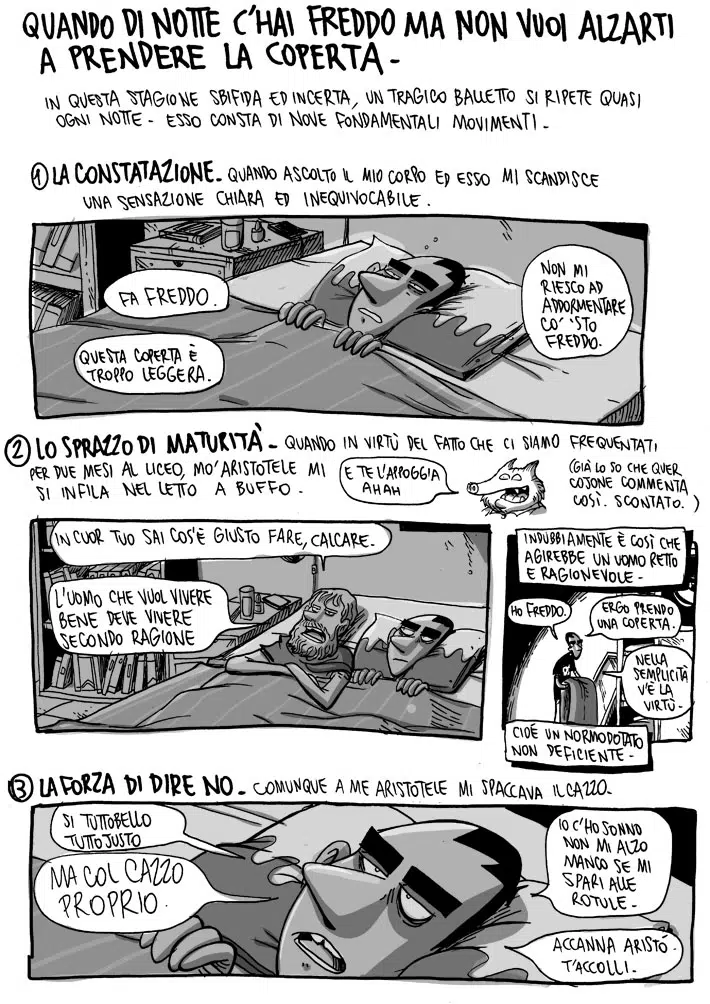 QUANDO DI NOTTE C'HAI FREDDO MA NON VUOI ALZARTI
A PRENDERE LA COPERTA-
IN QUESTA STAGIONE SBIFIDA ED INCERTA, UN TRAGICO BALLETTO SI RIPETE QUASI
OGNI NOTTE - ESSO CONSTA DI NOVE FONDAMENTALI MOVIMENTI-
1 LA CONSTATAZIONE- QUANDO ASCOLTO IL MIO CORPO ED ESSO MI SCANDISCE
UNA SENSAZIONE CHIARA ED INEQUIVOCABILE.
FA FREDDO.
QUESTA COPERTA È
TROPPO LEGGERA.
NON MI
RIESCO AD
ADDORMENTARE
CO' 'STO
FREDDO.
2 LO SPRAZZO DI MATURITÀ- QUANDO IN VIRTÙ DEL FATTO CHE CI SIAMO FREQUENTATI
PER DUE MESI AL LICEO, MO' ARISTOTELE MI
SI INFILA NEL LETTO A BUFFO.
E TE L'APPOGGIA
AHAH
(GIÀ LO SO CHE QUER
COSONE COMMENTA
COSÌ. SCONTATO.)
IN CUOR TUO SAI COS'È GIUSTO FARE, CALCARE.
L'UOMO CHE VUOL VIVERE
BENE DEVE VIVERE
SECONDO RAGIONE
INDUBBIAMENTE È COSÌ CHE
AGIREBBE UN UOMO RETTO
E RAGIONEVOLE-
HO FREDDO.
ERGO PRENDO
UNA COPERTA.
NELLA
SEMPLICITÀ
V'È LA
VIRTÙ-
CIOÈ UN NORMODOTATO
NON DEFICIENTE-
3 LA FORZA DI DIRE NO- COMUNQUE A ME ARISTOTELE MI SPACCAVA IL CAZZO-
SI TUTTOBELLO
TUTTOJUSTO
MA COL CAZZO
PROPRIO.
IO C'HO SONNO
NON MI ALZO
MANCO SE MI
SPARI ALLE
ROTULE-
ACCANNA ARISTÓ-
T'ACCOLLI-